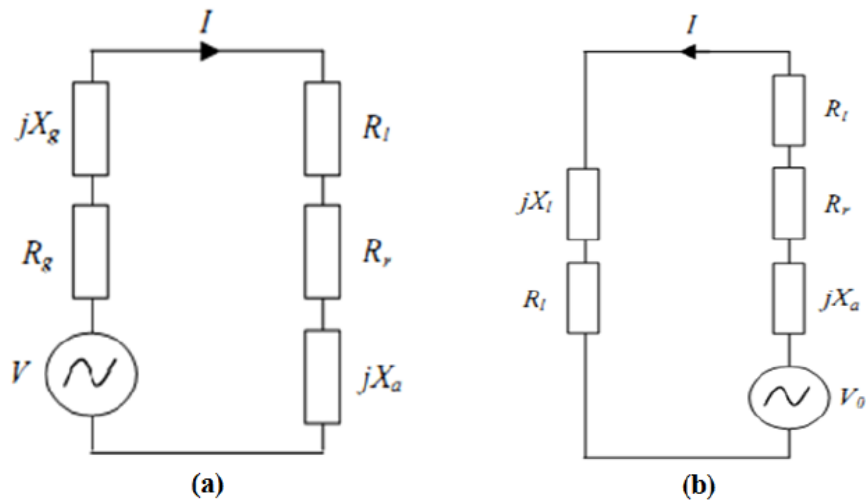 I
jX_g
R_g
V
R_l
R_r
jX_a
(a)
I
jX_l
R_l
R_l
R_r
jX_a
V_0
(b)